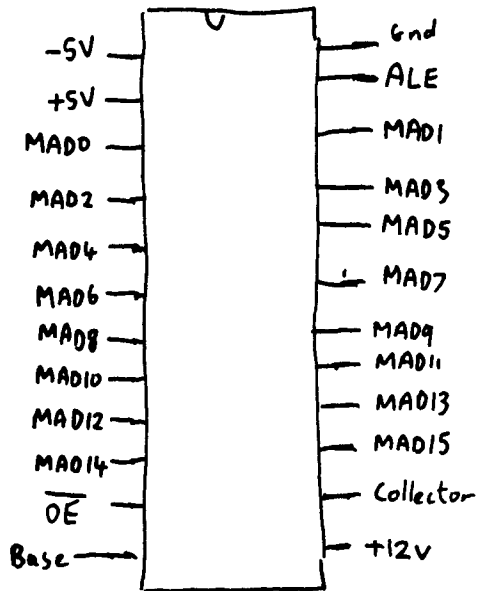 -5V
+5V
MAD0
MAD2
MAD4
MAD6
MAD8
MAD10
MAD12
MAD14
OE
Base
Gnd
ALE
MAD1
MAD3
MAD5
MAD7
MAD9
MAD11
MAD13
MAD15
Collector
+12V